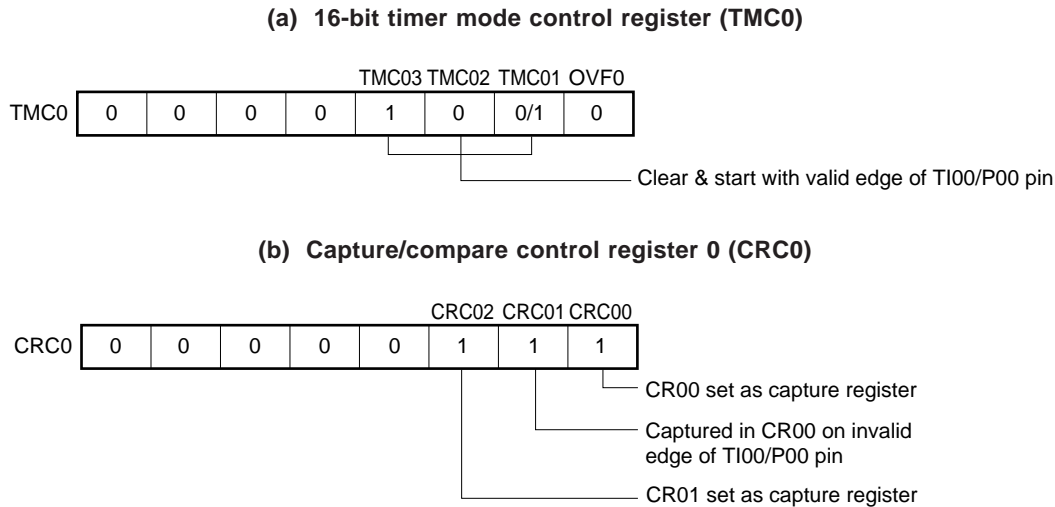 (a) 16-bit timer mode control register (TMC0)
TMC03 TMC02 TMC01 OVF0
TMC0 0 0 0 0 1 0 0/1 0
Clear & start with valid edge of TI00/P00 pin
(b) Capture/compare control register 0 (CRC0)
CRC02 CRC01 CRC00
CRC0 0 0 0 0 0 1 1 1
CR00 set as capture register
Captured in CR00 on invalid
edge of TI00/P00 pin
CR01 set as capture register